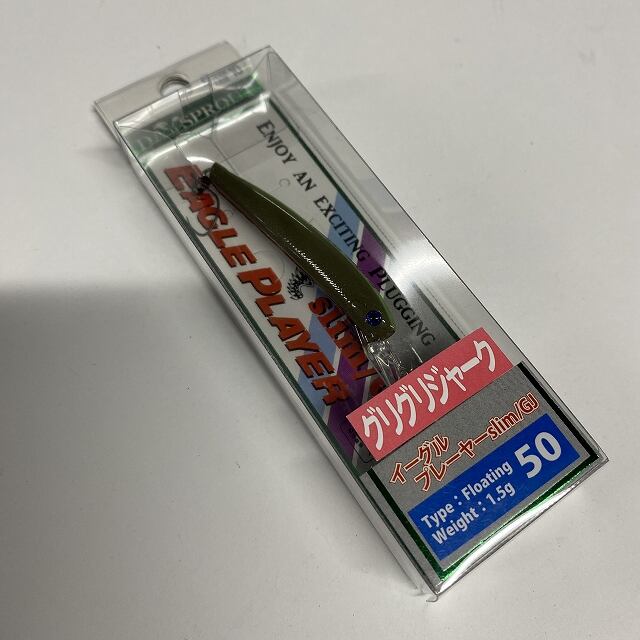 DAYSPROUT
ENJOY AN EXCITING PLUGGING
EAGLE PLAYER
slim/
グリグリジャーク
イーグル
プレーヤーslim/GJ
Type : Floating
Weight : 1.5g
50